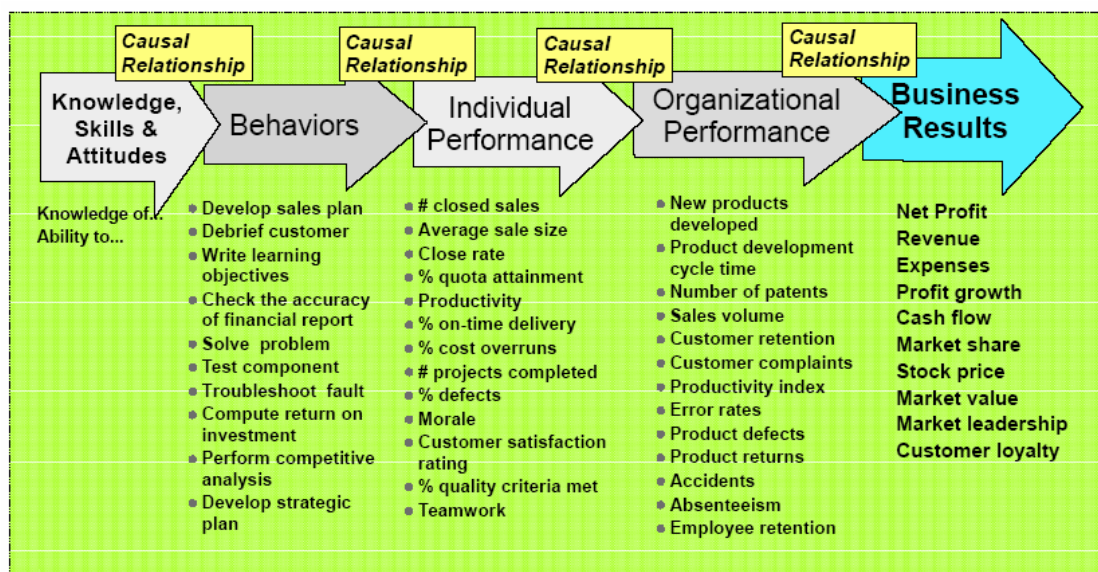 Causal
Relationship
Causal
Relationship
Causal
Relationship
Causal
Relationship
Knowledge,
Skills &
Attitudes
Behaviors
Individual
Performance
Organizational
Performance
Business
Results
Knowledge of...
Ability to...
Develop sales plan
Debrief customer
Write learning
objectives
Check the accuracy
of financial report
Solve problem
Test component
Troubleshoot fault
Compute return on
investment
Perform competitive
analysis
Develop strategic
plan
# closed sales
Average sale size
Close rate
% quota attainment
Productivity
% on-time delivery
% cost overruns
# projects completed
% defects
Morale
Customer satisfaction
rating
% quality criteria met
Teamwork
New products
developed
Product development
cycle time
Number of patents
Sales volume
Customer retention
Customer complaints
Productivity index
Error rates
Product defects
Product returns
Accidents
Absenteeism
Employee retention
Net Profit
Revenue
Expenses
Profit growth
Cash flow
Market share
Stock price
Market value
Market leadership
Customer loyalty